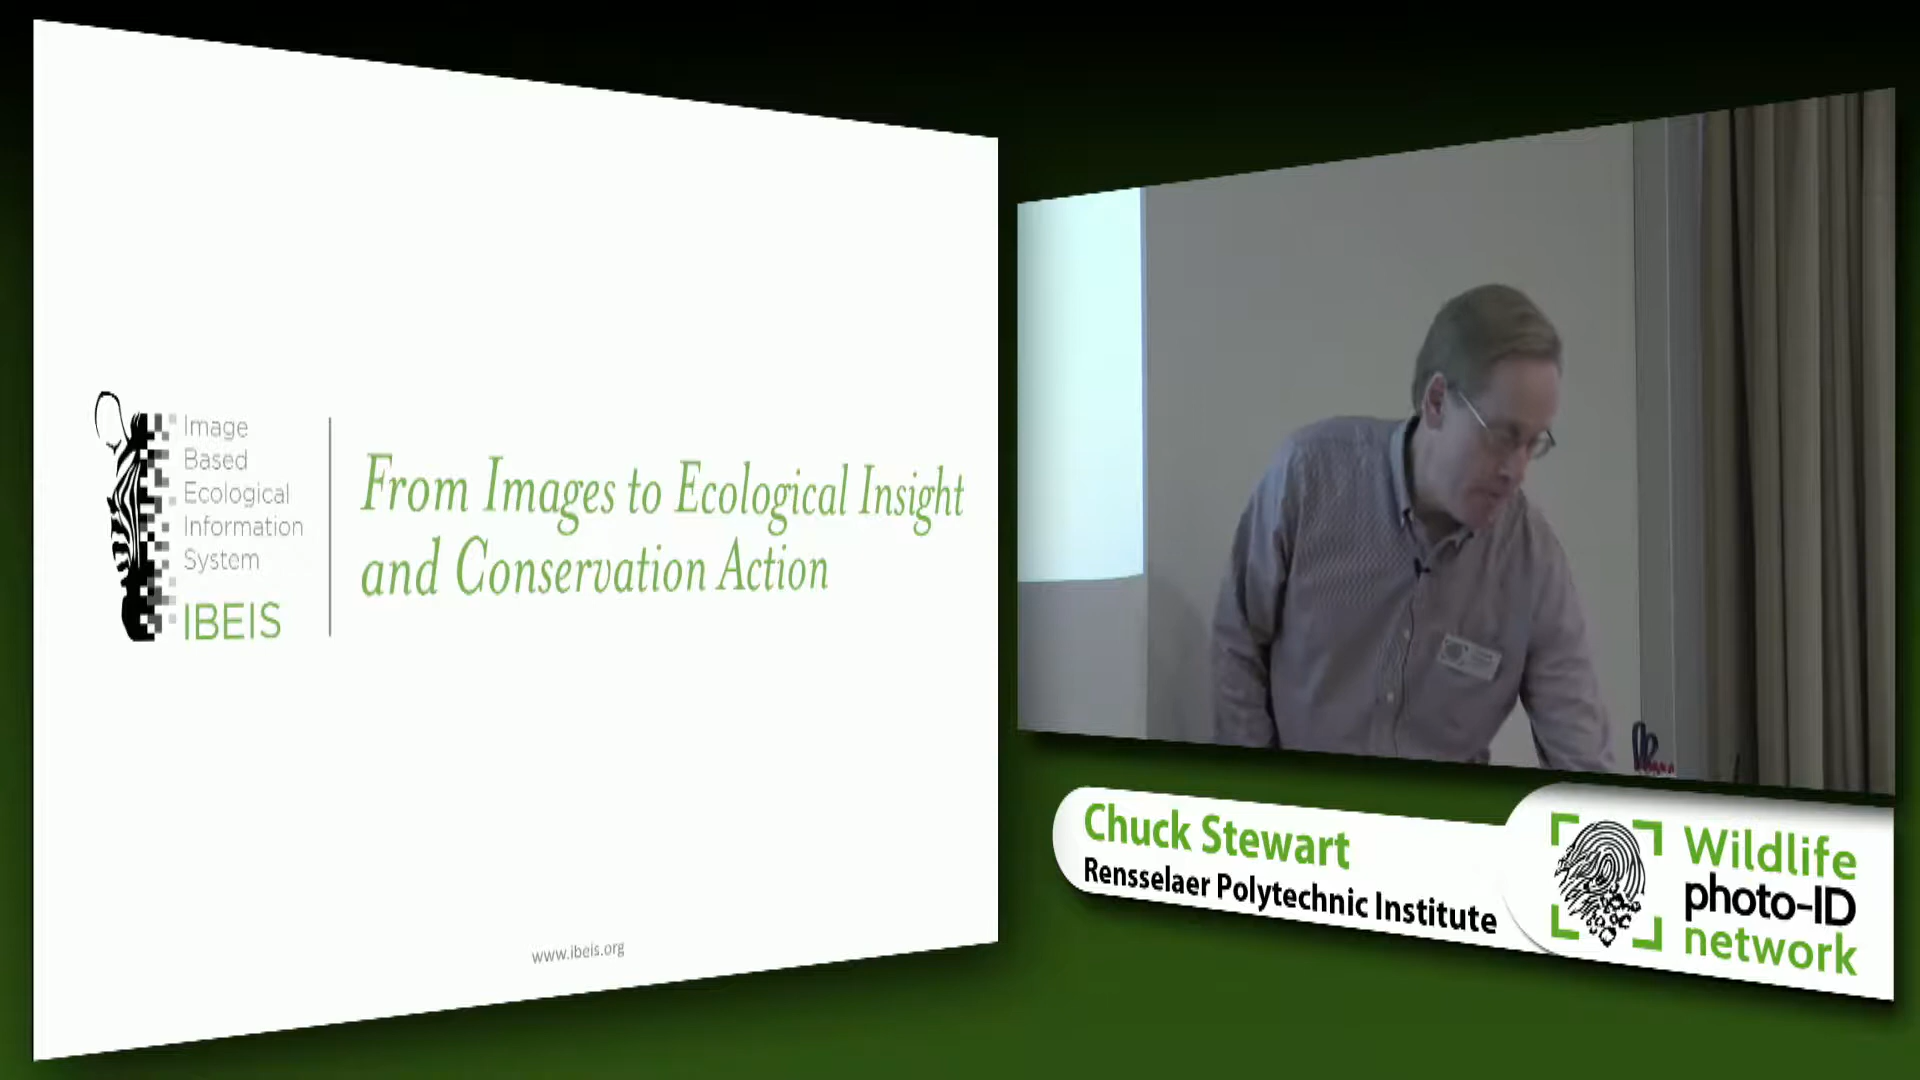 Image
Based
Ecological
Information
System
IBEIS
From Images to Ecological Insight
and Conservation Action
www.ibeis.org
Chuck Stewart
Rensselaer Polytechnic Institute
Wildlife
photo-ID
network